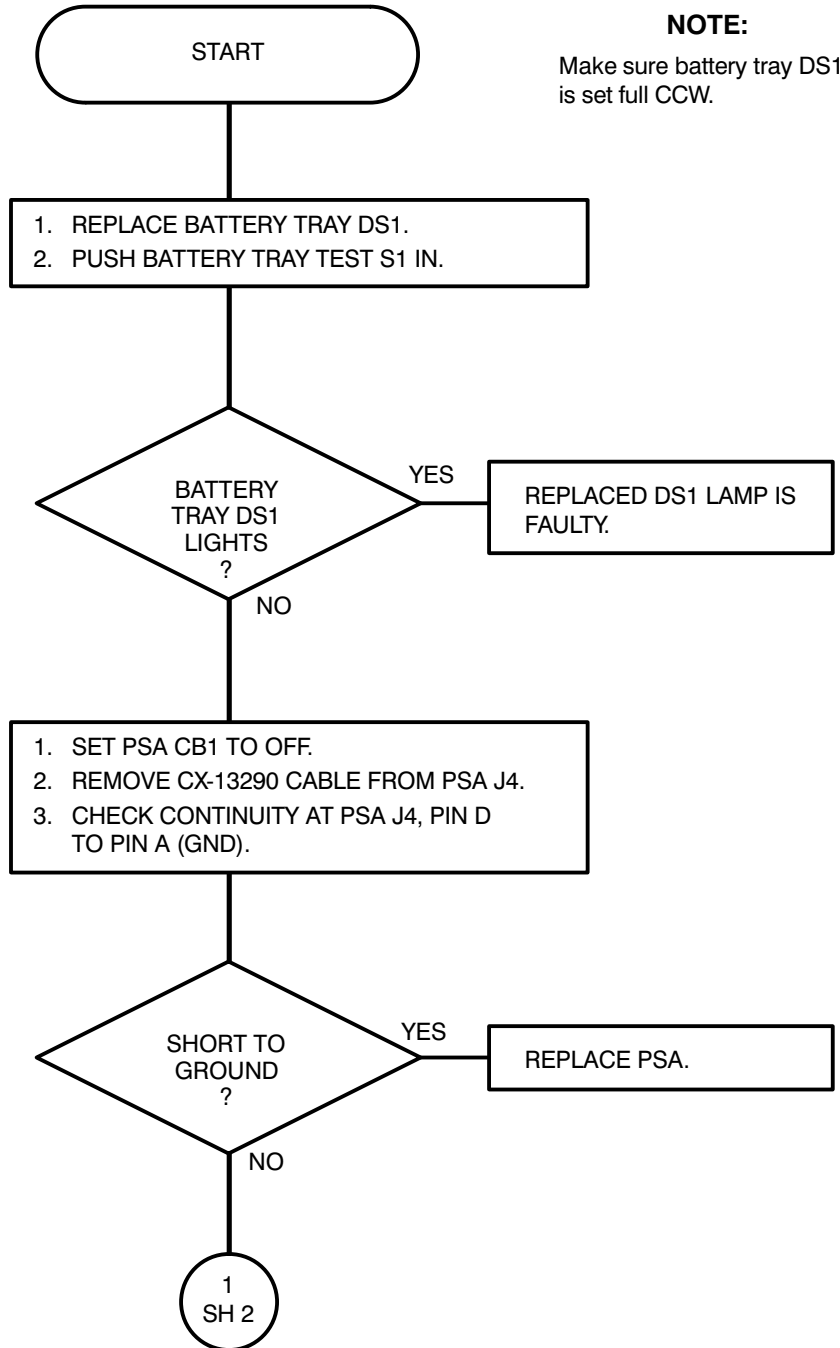 START
NOTE:
Make sure battery tray DS1
is set full CCW.
1. REPLACE BATTERY TRAY DS1.
2. PUSH BATTERY TRAY TEST S1 IN.
BATTERY
TRAY DS1
LIGHTS
?
YES
REPLACED DS1 LAMP IS
FAULTY.
NO
1. SET PSA CB1 TO OFF.
2. REMOVE CX-13290 CABLE FROM PSA J4.
3. CHECK CONTINUITY AT PSA J4, PIN D
TO PIN A (GND).
SHORT TO
GROUND
?
YES
REPLACE PSA.
NO
1
SH 2